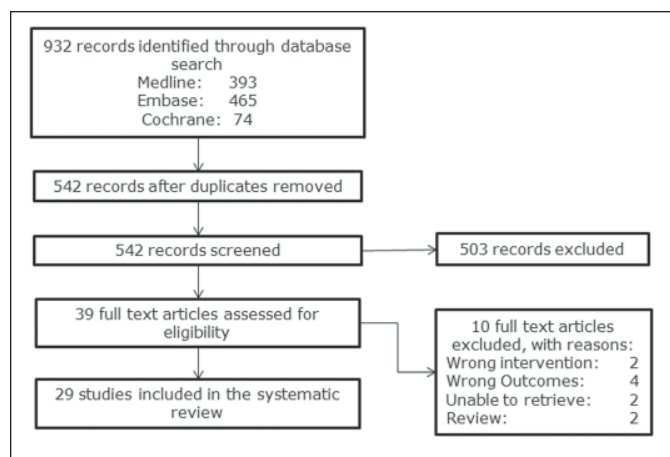 932 records identified through database
search
Medline: 393
Embase: 465
Cochrane: 74
542 records after duplicates removed
542 records screened
503 records excluded
39 full text articles assessed for
eligibility
10 full text articles
excluded, with reasons:
Wrong intervention: 2
Wrong Outcomes: 4
Unable to retrieve: 2
Review: 2
29 studies included in the systematic
review